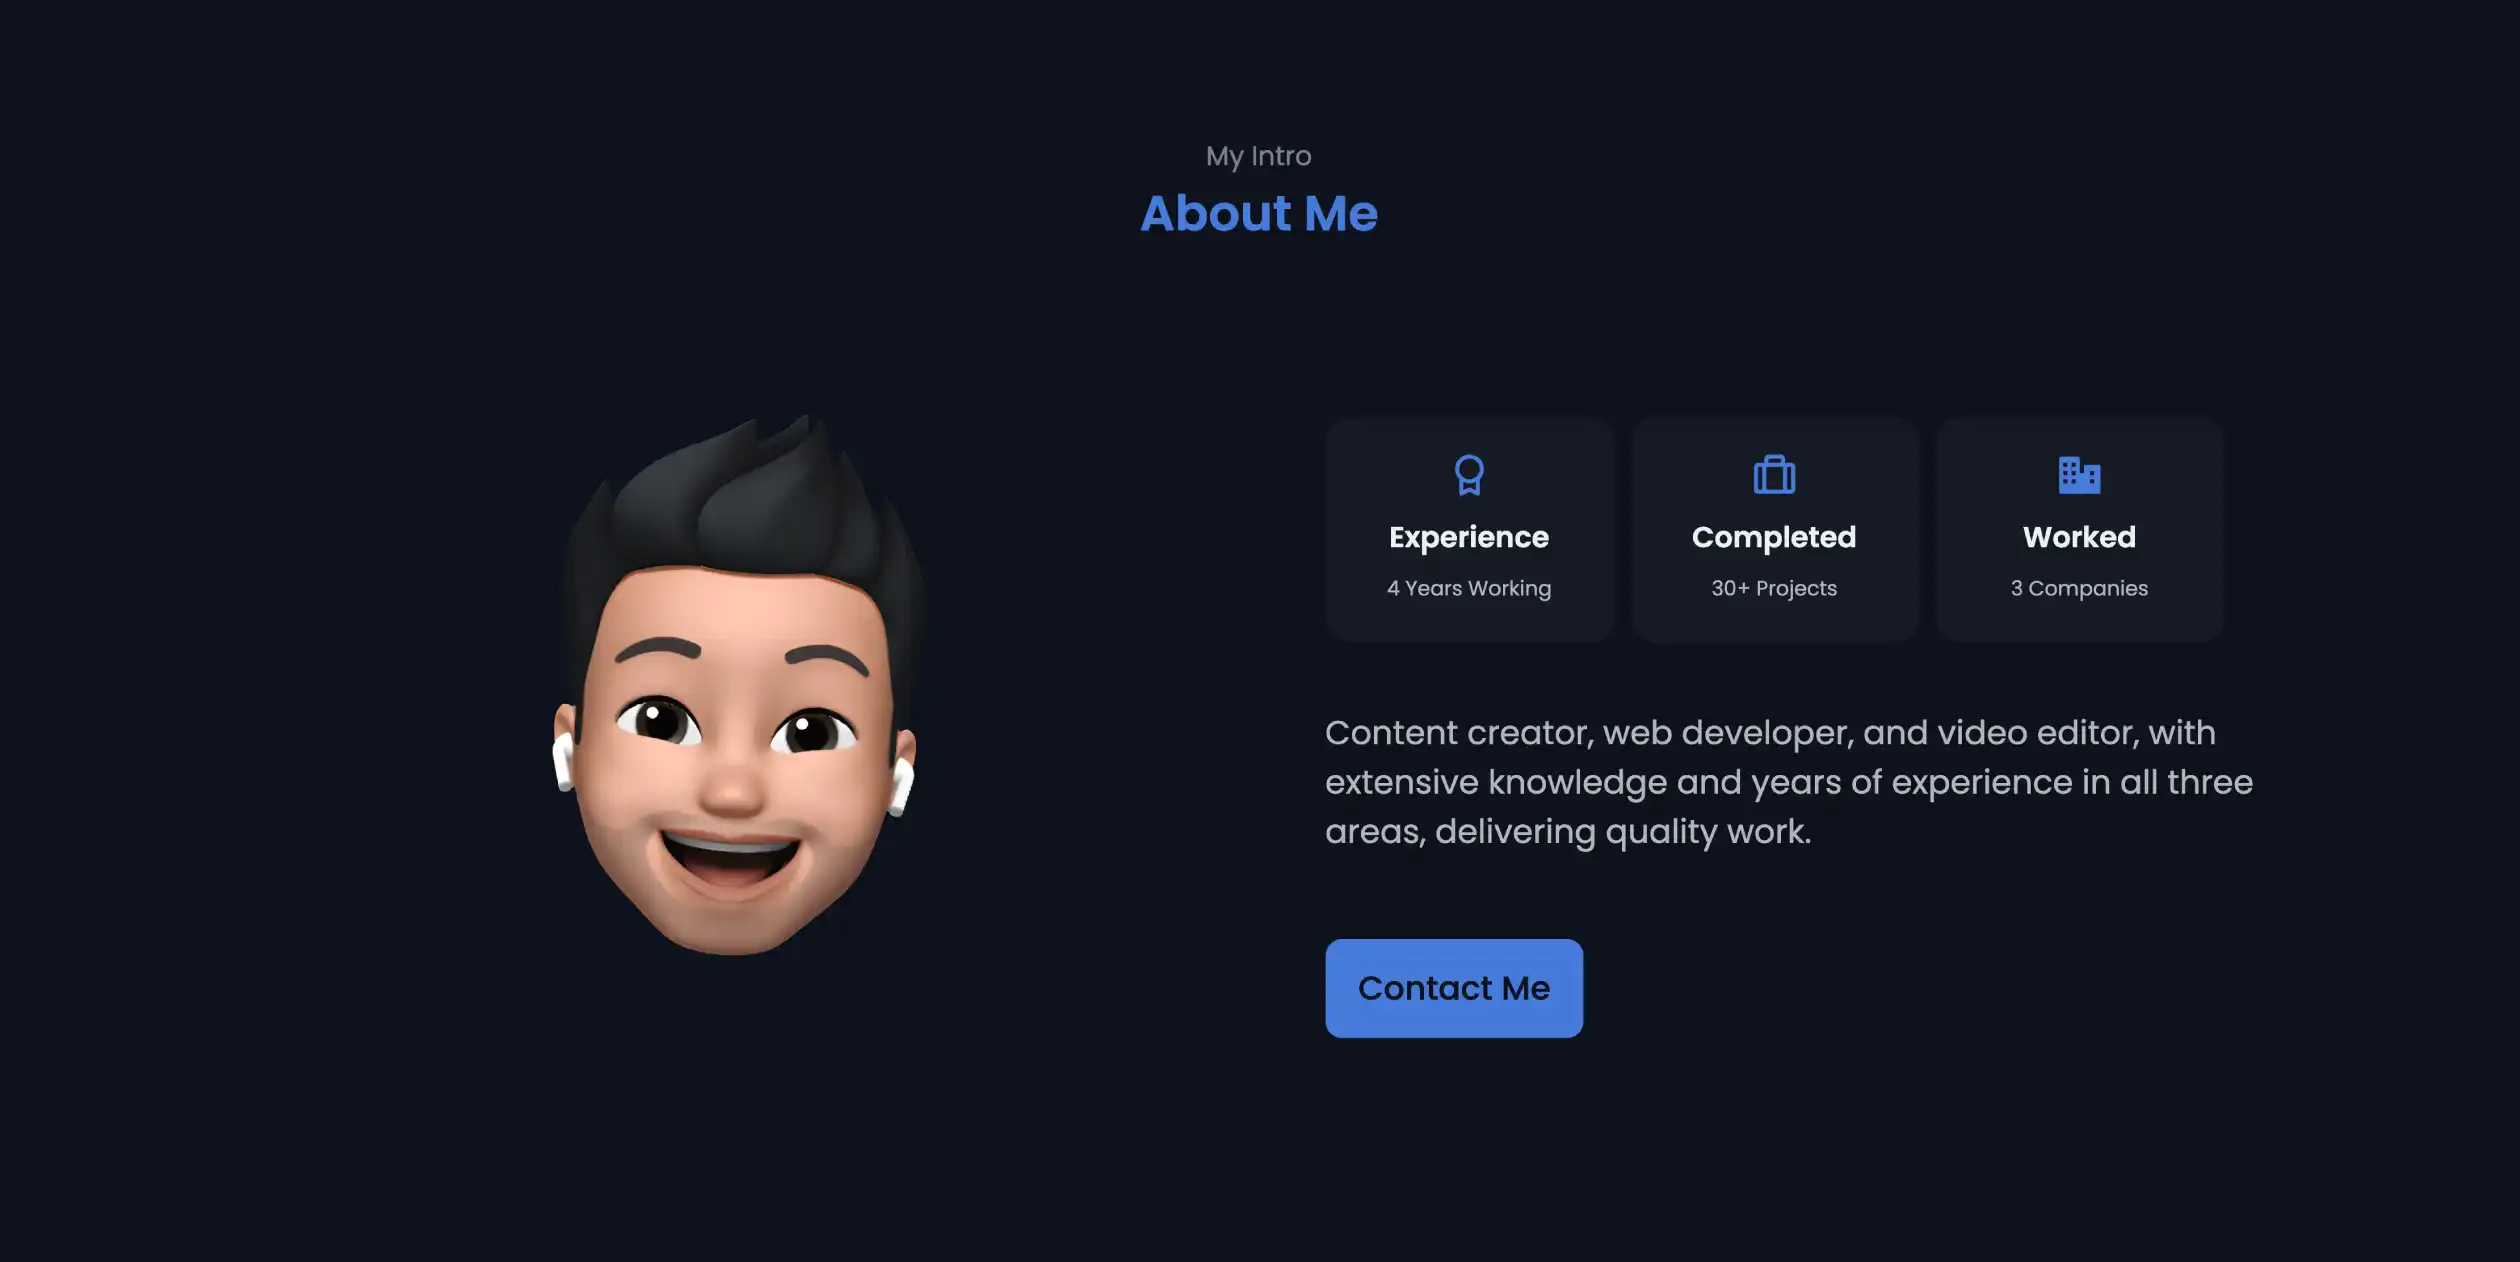 My Intro
About Me
Experience
4 Years Working
Completed
30+ Projects
Worked
3 Companies
Content creator, web developer, and video editor, with
extensive knowledge and years of experience in all three
areas, delivering quality work.
Contact Me